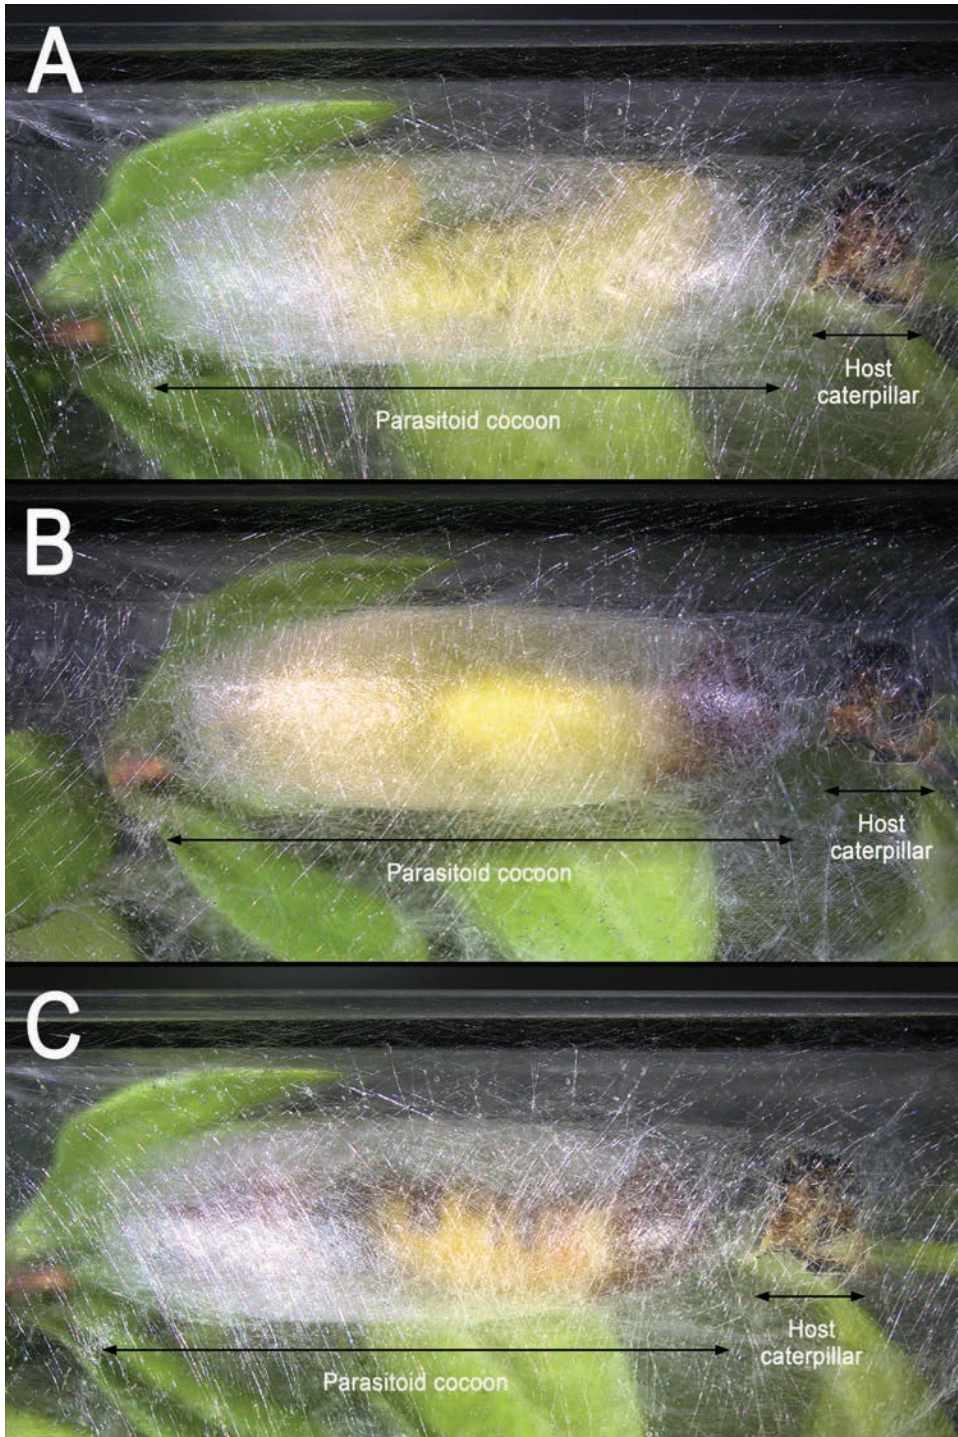 A
Host
caterpillar
Parasitoid cocoon
B
Host
caterpillar
Parasitoid cocoon
C
Host
caterpillar
Parasitoid cocoon